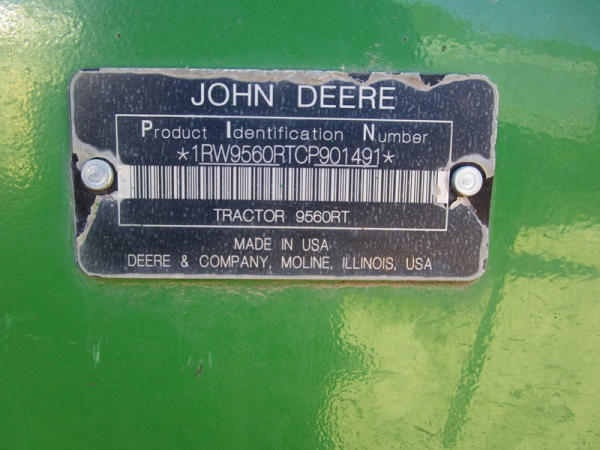 JOHN DEERE
Product Identification Number
*1RW9560RTCP901491*
TRACTOR 9560RT
MADE IN USA
DEERE & COMPANY, MOLINE, ILLINOIS, USA